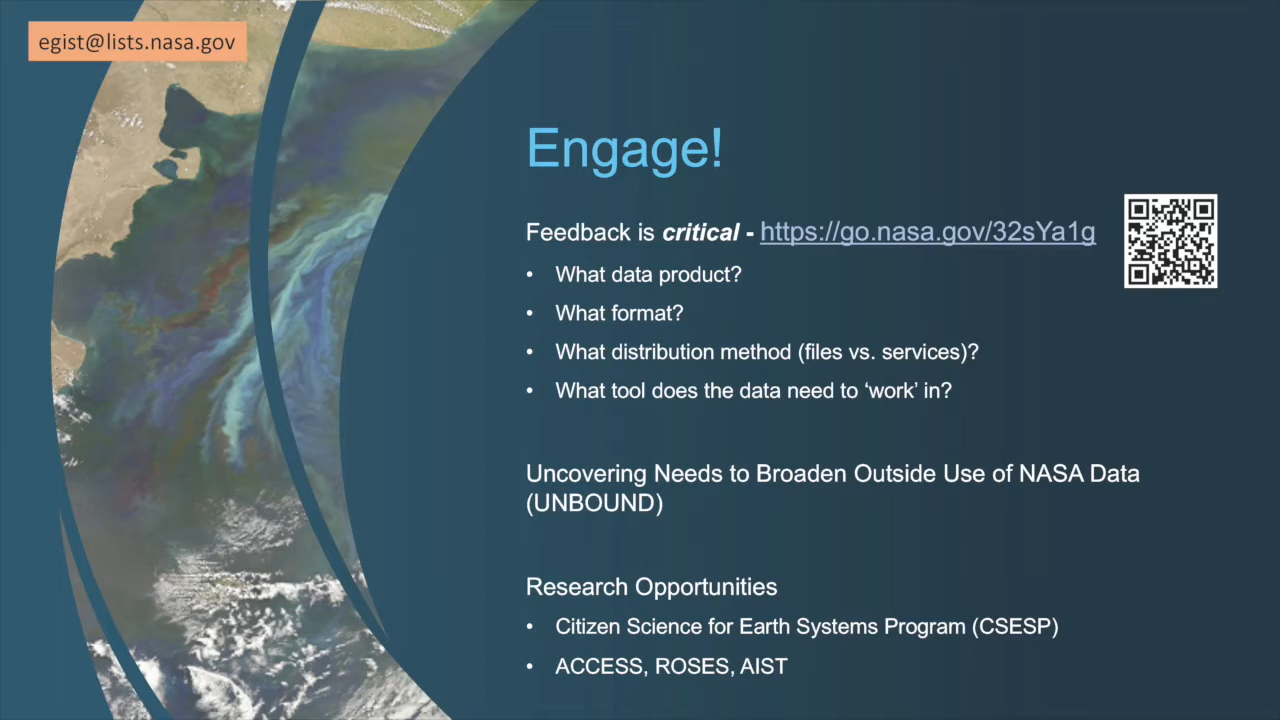 egist@lists.nasa.gov
Engage!
Feedback is critical - https://go.nasa.gov/32sYa1g
• What data product?
• What format?
• What distribution method (files vs. services)?
• What tool does the data need to ‘work’ in?
Uncovering Needs to Broaden Outside Use of NASA Data
(UNBOUND)
Research Opportunities
• Citizen Science for Earth Systems Program (CSESP)
• ACCESS, ROSES, AIST